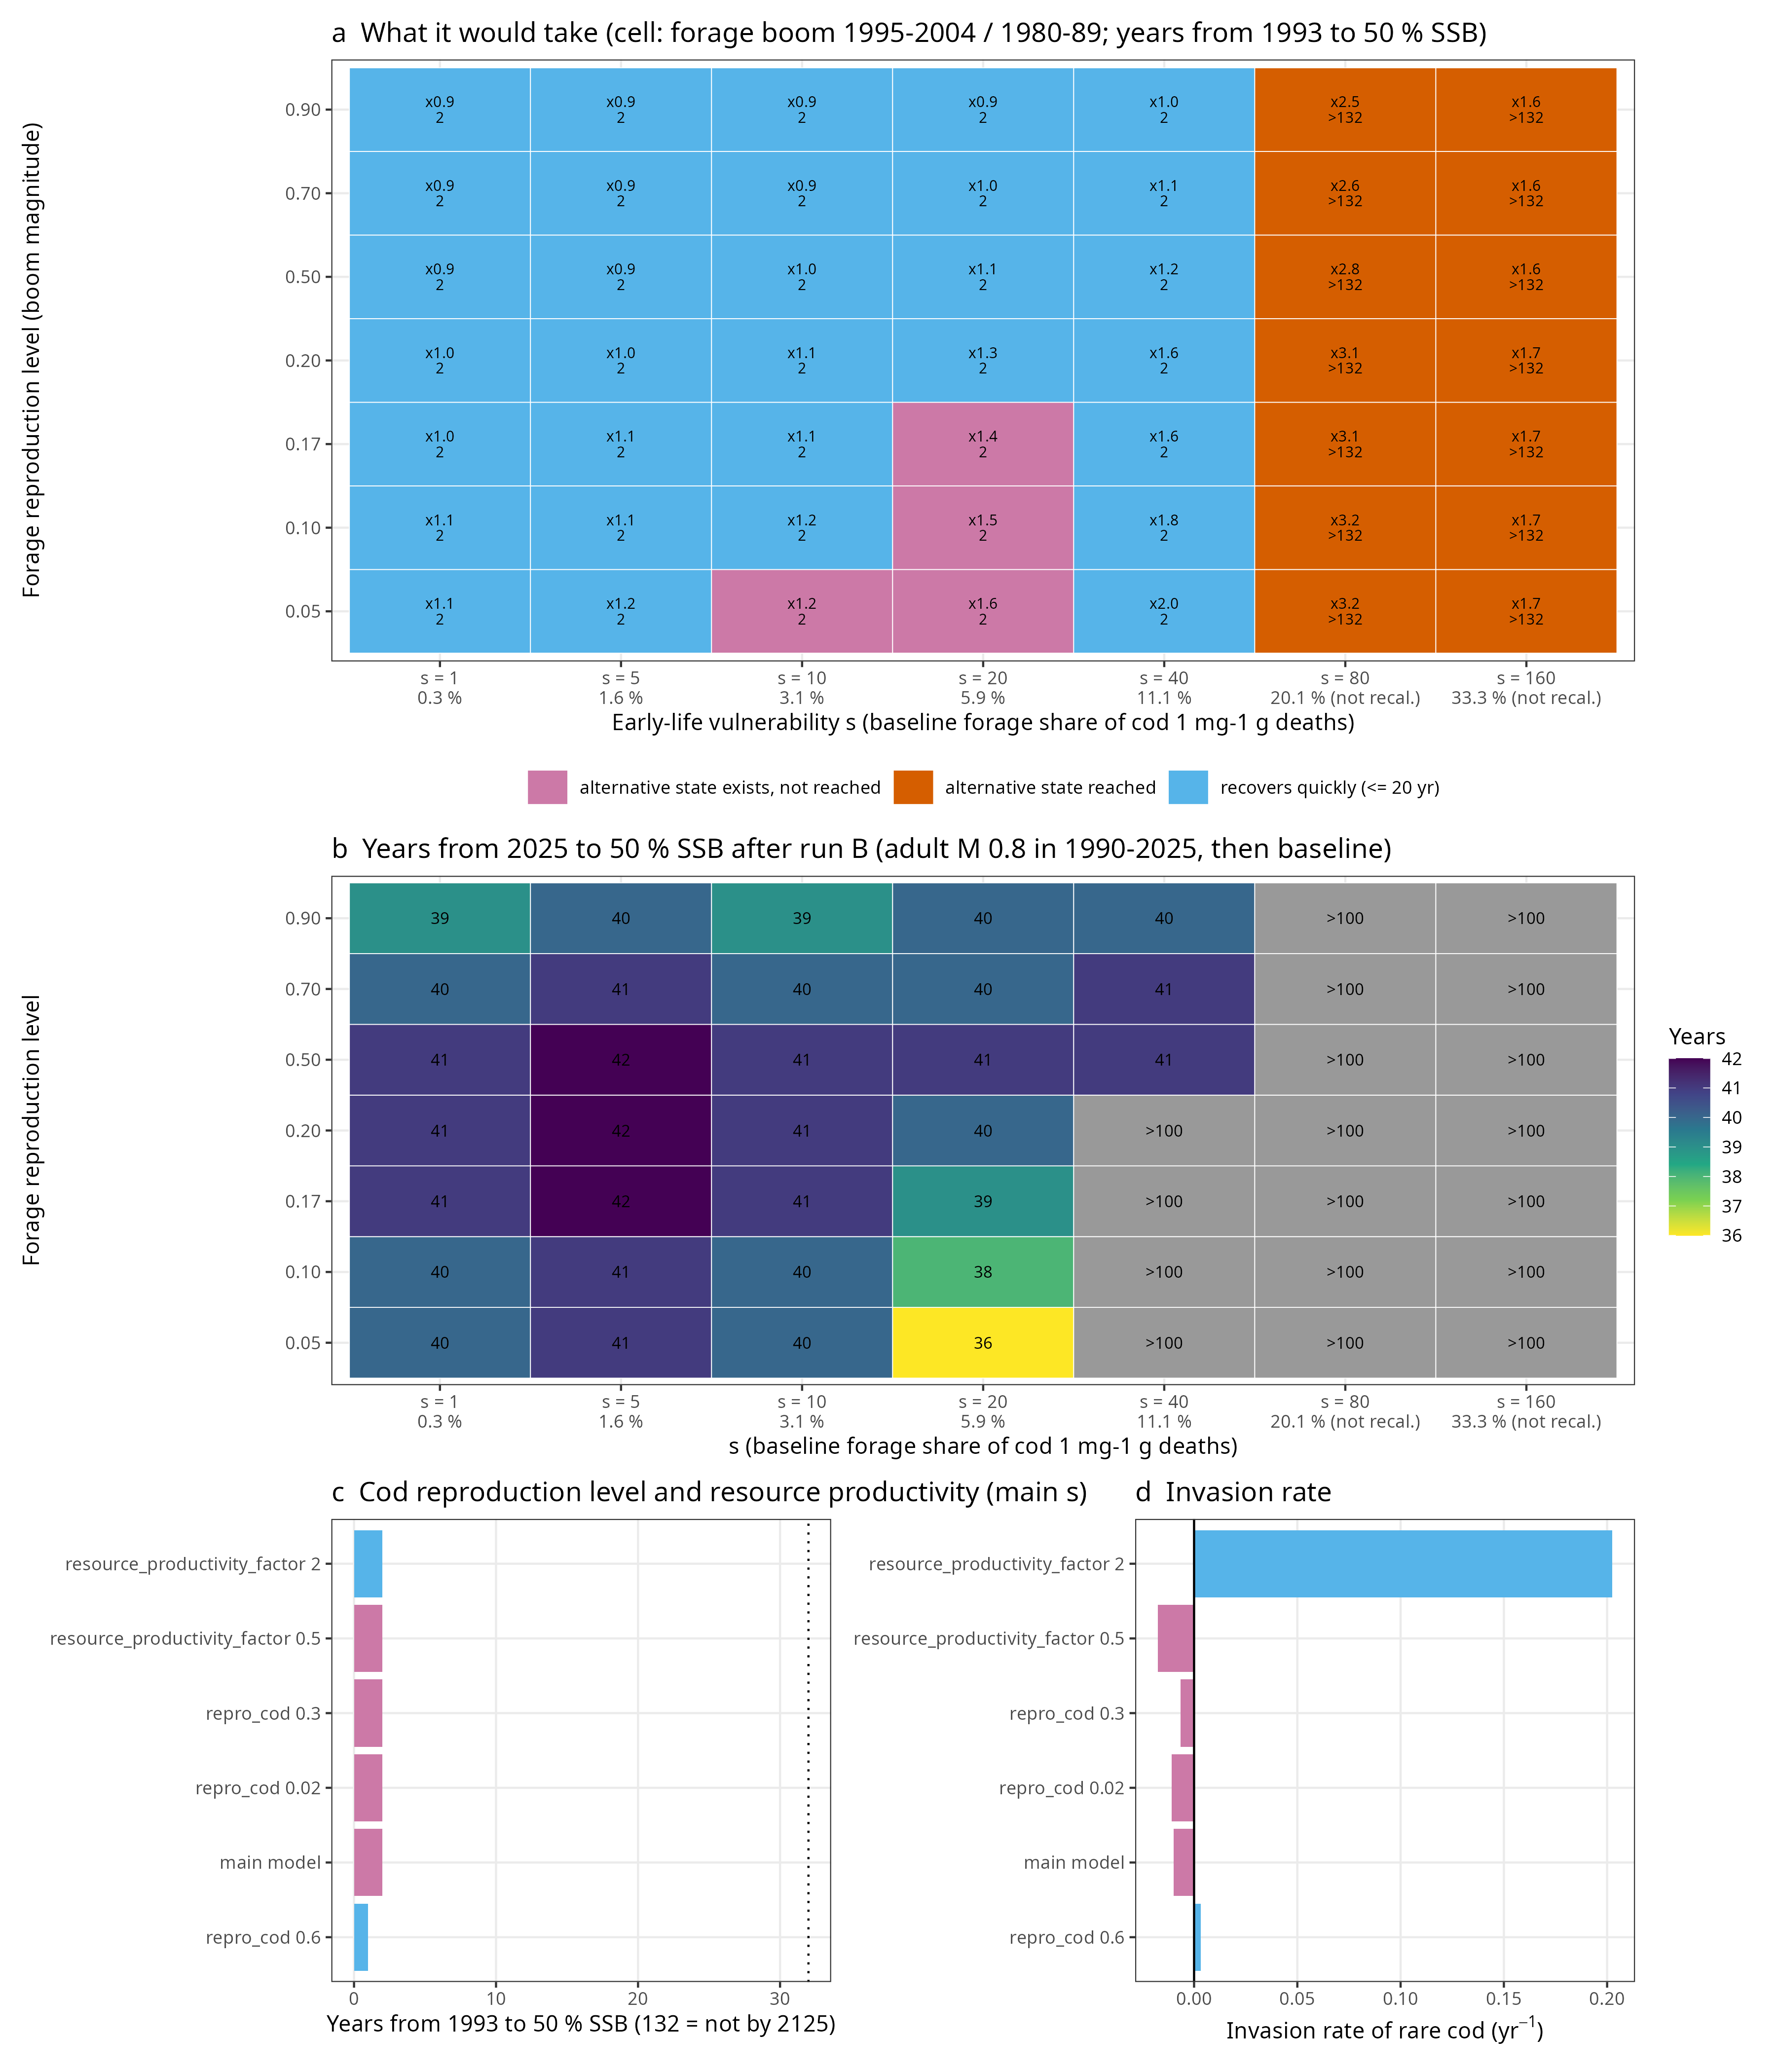 a  What it would take (cell: forage boom 1995-2004 / 1980-89; years from 1993 to 50 % SSB)
Forage reproduction level (boom magnitude)
0.90
x0.9 x0.9 x0.9 x0.9 x1.0 x2.5 x1.6
2 2 2 2 2 >132 >132
0.70
x0.9 x0.9 x0.9 x1.0 x1.1 x2.6 x1.6
2 2 2 2 2 >132 >132
0.50
x0.9 x0.9 x1.0 x1.1 x1.2 x2.8 x1.6
2 2 2 2 2 >132 >132
0.20
x1.0 x1.0 x1.1 x1.3 x1.6 x3.1 x1.7
2 2 2 2 2 >132 >132
0.17
x1.0 x1.1 x1.1 x1.4 x1.6 x3.1 x1.7
2 2 2 2 2 >132 >132
0.10
x1.1 x1.1 x1.2 x1.5 x1.8 x3.2 x1.7
2 2 2 2 2 >132 >132
0.05
x1.1 x1.2 x1.2 x1.6 x2.0 x3.2 x1.7
2 2 2 2 2 >132 >132
s = 1 s = 5 s = 10 s = 20 s = 40 s = 80 s = 160
0.3 % 1.6 % 3.1 % 5.9 % 11.1 % 20.1 % (not recal.) 33.3 % (not recal.)
Early-life vulnerability s (baseline forage share of cod 1 mg-1 g deaths)
alternative state exists, not reached alternative state reached recovers quickly (<= 20 yr)
b  Years from 2025 to 50 % SSB after run B (adult M 0.8 in 1990-2025, then baseline)
Forage reproduction level
0.90 39 40 39 40 40 >100 >100
0.70 40 41 40 40 41 >100 >100
0.50 41 42 41 41 41 >100 >100
0.20 41 42 41 40 >100 >100 >100
0.17 41 42 41 39 >100 >100 >100
0.10 40 41 40 38 >100 >100 >100
0.05 40 41 40 36 >100 >100 >100
s = 1 s = 5 s = 10 s = 20 s = 40 s = 80 s = 160
0.3 % 1.6 % 3.1 % 5.9 % 11.1 % 20.1 % (not recal.) 33.3 % (not recal.)
s (baseline forage share of cod 1 mg-1 g deaths)
Years
42
41
40
39
38
37
36
c  Cod reproduction level and resource productivity (main s)
resource_productivity_factor 2
resource_productivity_factor 0.5
repro_cod 0.3
repro_cod 0.02
main model
repro_cod 0.6
0 10 20 30
Years from 1993 to 50 % SSB (132 = not by 2125)
d  Invasion rate
resource_productivity_factor 2
resource_productivity_factor 0.5
repro_cod 0.3
repro_cod 0.02
main model
repro_cod 0.6
0.00 0.05 0.10 0.15 0.20
Invasion rate of rare cod (yr⁻¹)